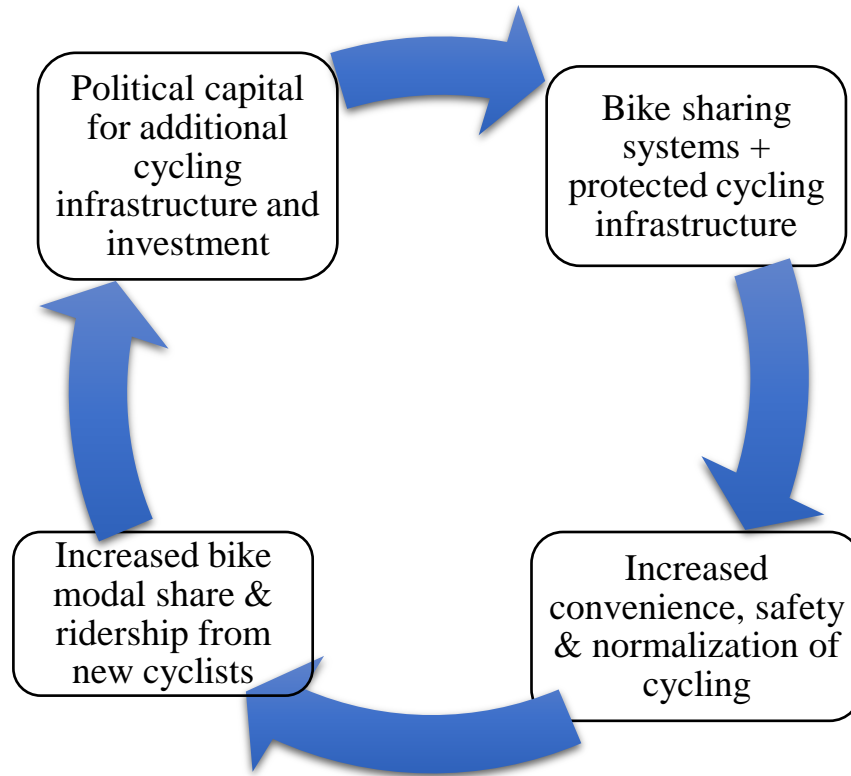 Political capital
for additional
cycling
infrastructure and
investment
Bike sharing
systems +
protected cycling
infrastructure
Increased
convenience, safety
& normalization of
cycling
Increased bike
modal share &
ridership from
new cyclists